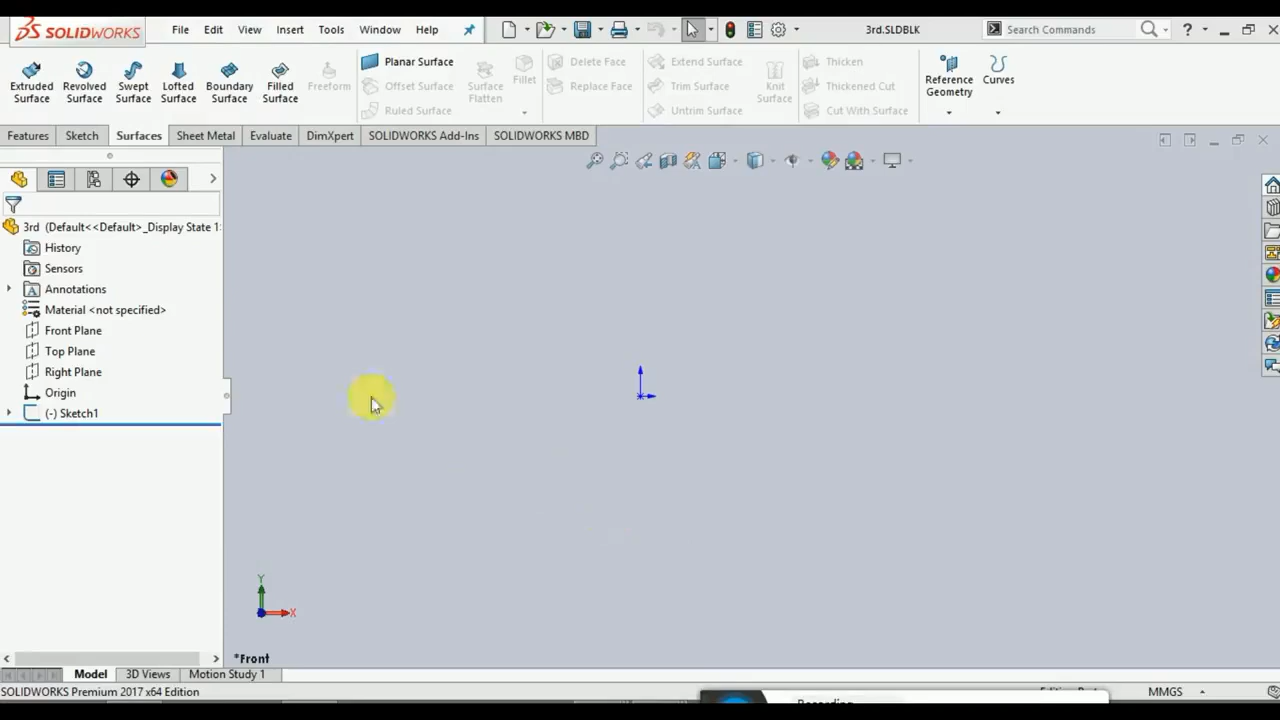 SOLIDWORKS File Edit View Insert Tools Window Help 3rd.SLDBLK Search Commands ?
Extruded Surface Revolved Surface Swept Surface Lofted Surface Boundary Surface Filled Surface Freeform
Planar Surface
Offset Surface
Ruled Surface
Surface Flatten
Fillet
Delete Face
Replace Face
Extend Surface
Trim Surface
Untrim Surface
Knit Surface
Thicken
Thickened Cut
Cut With Surface
Reference Geometry
Curves
Features Sketch Surfaces Sheet Metal Evaluate DimXpert SOLIDWORKS Add-Ins SOLIDWORKS MBD
3rd (Default<<Default>_Display State 1
History
Sensors
Annotations
Material <not specified>
Front Plane
Top Plane
Right Plane
Origin
(-) Sketch1
Y
X
*Front
Model 3D Views Motion Study 1
SOLIDWORKS Premium 2017 x64 Edition MMGS